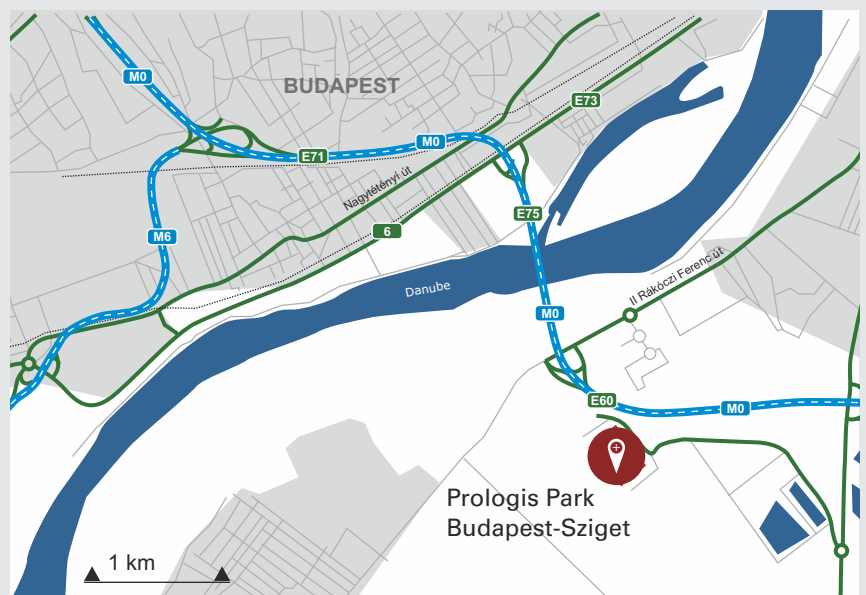 M0
BUDAPEST
E73
M0
E71
Nagytétényi út
E75
6
M6
II Rákóczi Ferenc út
Danube
M0
E60
M0
Prologis Park
Budapest-Sziget
1 km